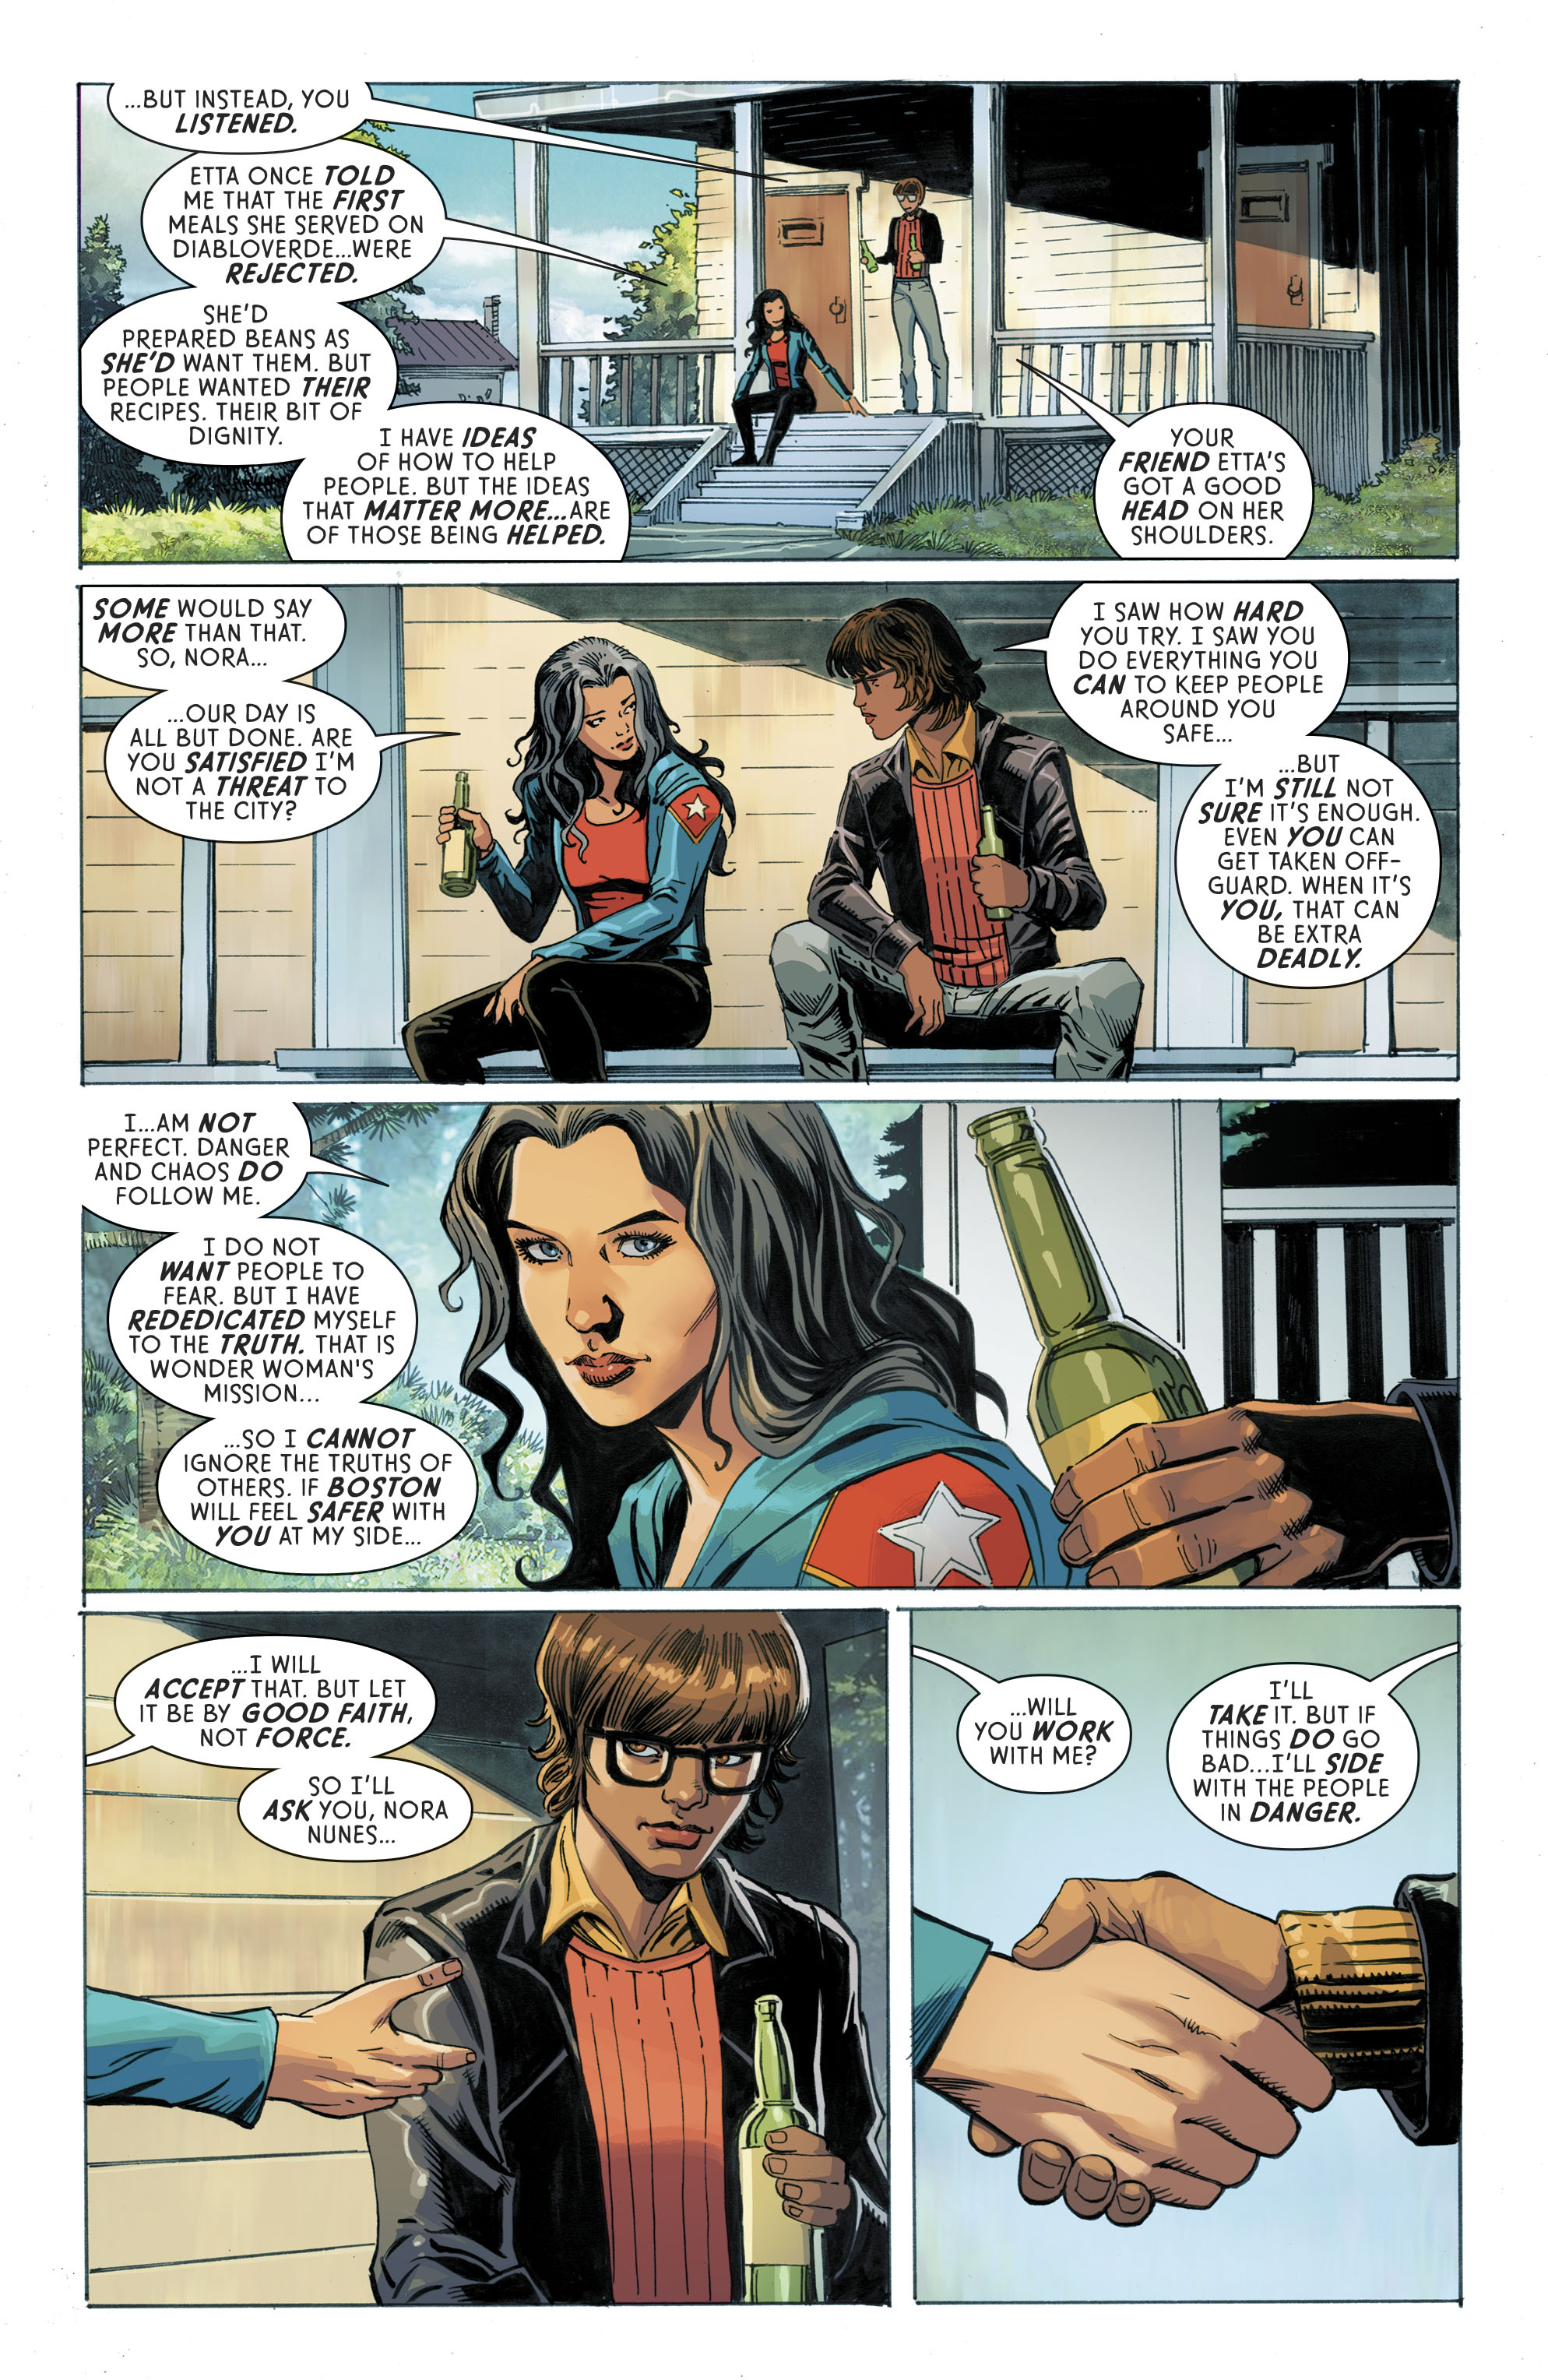 ...BUT INSTEAD, YOU
LISTENED.
ETTA ONCE TOLD
ME THAT THE FIRST
MEALS SHE SERVED ON
DIABLOVERDE...WERE
REJECTED.
SHE'D
PREPARED BEANS AS
SHE'D WANT THEM. BUT
PEOPLE WANTED THEIR
RECIPES. THEIR BIT OF
DIGNITY.
I HAVE IDEAS
OF HOW TO HELP
PEOPLE. BUT THE IDEAS
THAT MATTER MORE...ARE
OF THOSE BEING HELPED.
YOUR
FRIEND ETTA'S
GOT A GOOD
HEAD ON HER
SHOULDERS.
SOME WOULD SAY
MORE THAN THAT.
SO, NORA...
...OUR DAY IS
ALL BUT DONE. ARE
YOU SATISFIED I'M
NOT A THREAT TO
THE CITY?
I SAW HOW HARD
YOU TRY. I SAW YOU
DO EVERYTHING YOU
CAN TO KEEP PEOPLE
AROUND YOU
SAFE...
...BUT
I'M STILL NOT
SURE IT'S ENOUGH.
EVEN YOU CAN
GET TAKEN OFF-
GUARD. WHEN IT'S
YOU, THAT CAN
BE EXTRA
DEADLY.
I...AM NOT
PERFECT. DANGER
AND CHAOS DO
FOLLOW ME.
I DO NOT
WANT PEOPLE TO
FEAR. BUT I HAVE
REDEDICATED MYSELF
TO THE TRUTH. THAT IS
WONDER WOMAN'S
MISSION...
...SO I CANNOT
IGNORE THE TRUTHS OF
OTHERS. IF BOSTON
WILL FEEL SAFER WITH
YOU AT MY SIDE...
...I WILL
ACCEPT THAT. BUT LET
IT BE BY GOOD FAITH,
NOT FORCE.
SO I'LL
ASK YOU, NORA
NUNES...
...WILL
YOU WORK
WITH ME?
I'LL
TAKE IT. BUT IF
THINGS DO GO
BAD...I'LL SIDE
WITH THE PEOPLE
IN DANGER.